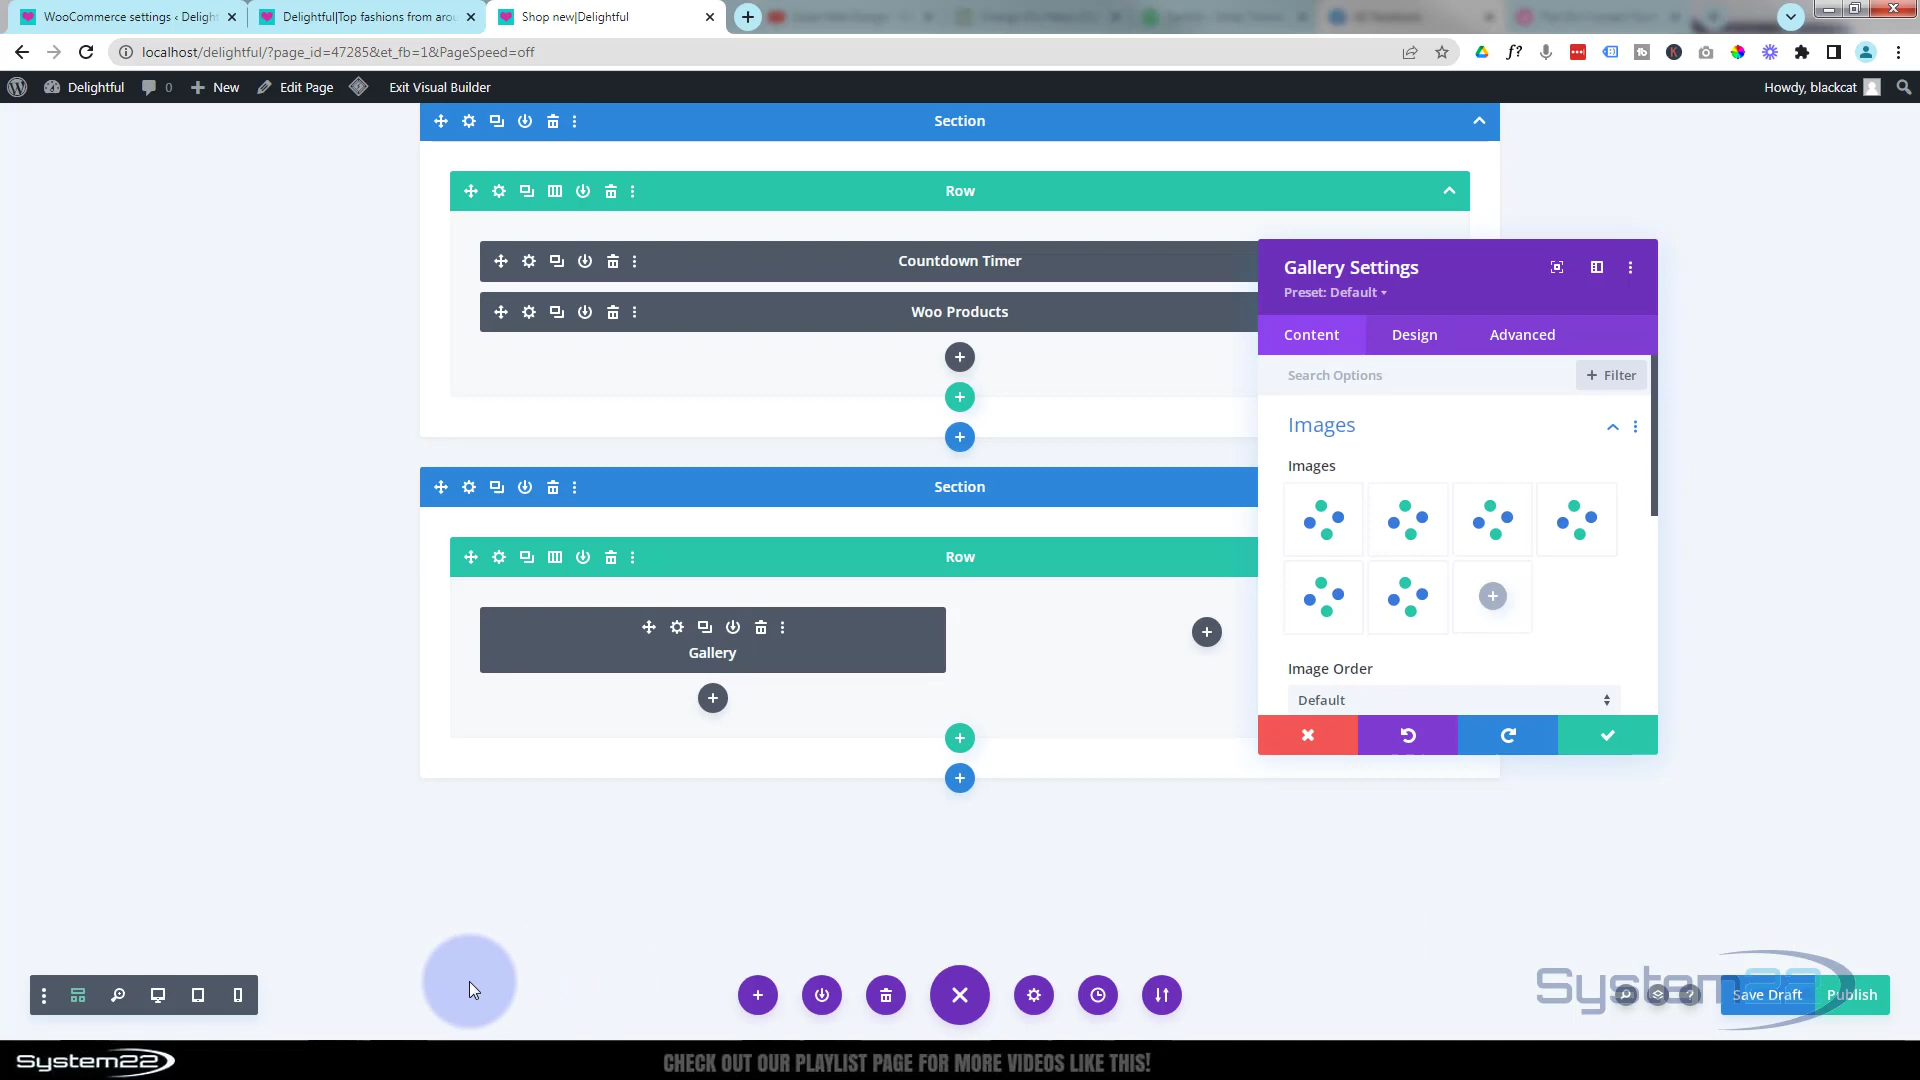 WooCommerce settings ‹ Deligh
Delightful|Top fashions from arou
Shop new|Delightful
localhost/delightful/?page_id=47285&et_fb=1&PageSpeed=off
Delightful
0
New
Edit Page
Exit Visual Builder
Howdy, blackcat
Section
Row
Countdown Timer
Woo Products
Gallery Settings
Preset: Default
Content
Design
Advanced
Search Options
+ Filter
Images
Images
Section
Row
Gallery
Image Order
Default
System22
Save Draft
Publish
System22
CHECK OUT OUR PLAYLIST PAGE FOR MORE VIDEOS LIKE THIS!